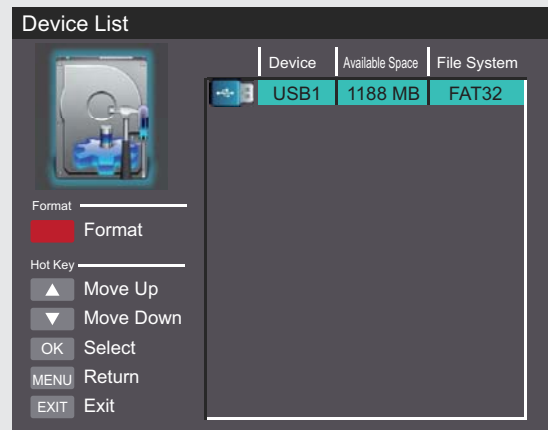 Device List
Device Available Space File System
USB1 1188 MB FAT32
Format
Format
Hot Key
Move Up
Move Down
OK Select
MENU Return
EXIT Exit